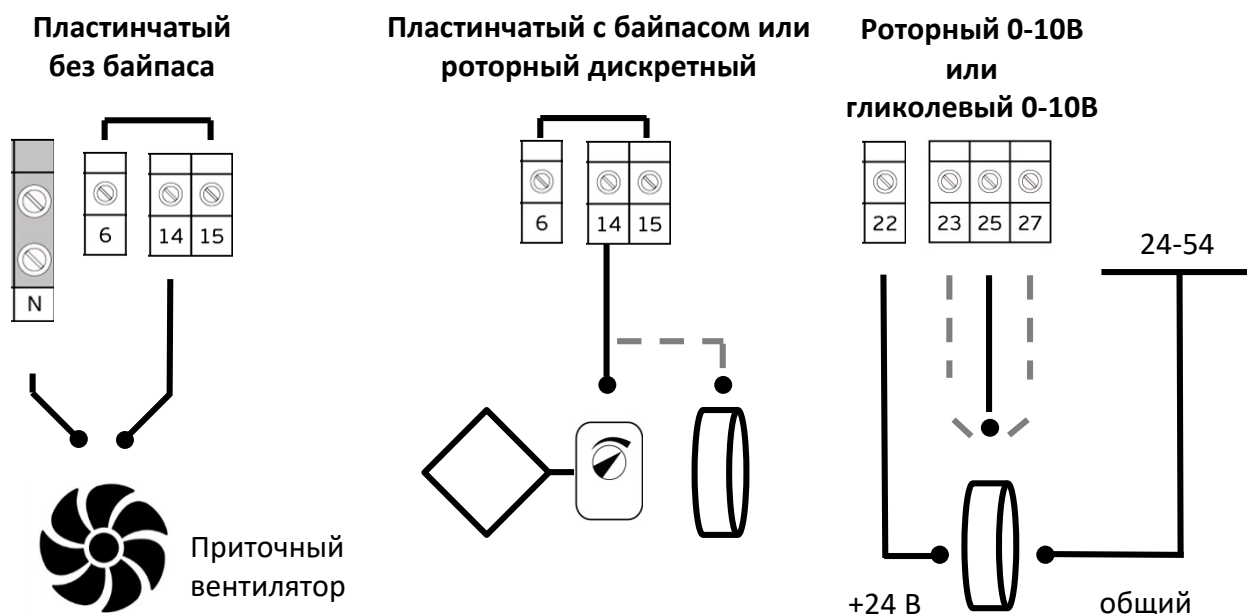 Пластинчатый
без байпаса
Пластинчатый с байпасом или
роторный дискретный
Роторный 0-10В
или
гликолевый 0-10В
N
6
14 15
6
14 15
22
23 25 27
24-54
Приточный
вентилятор
+24 В
общий